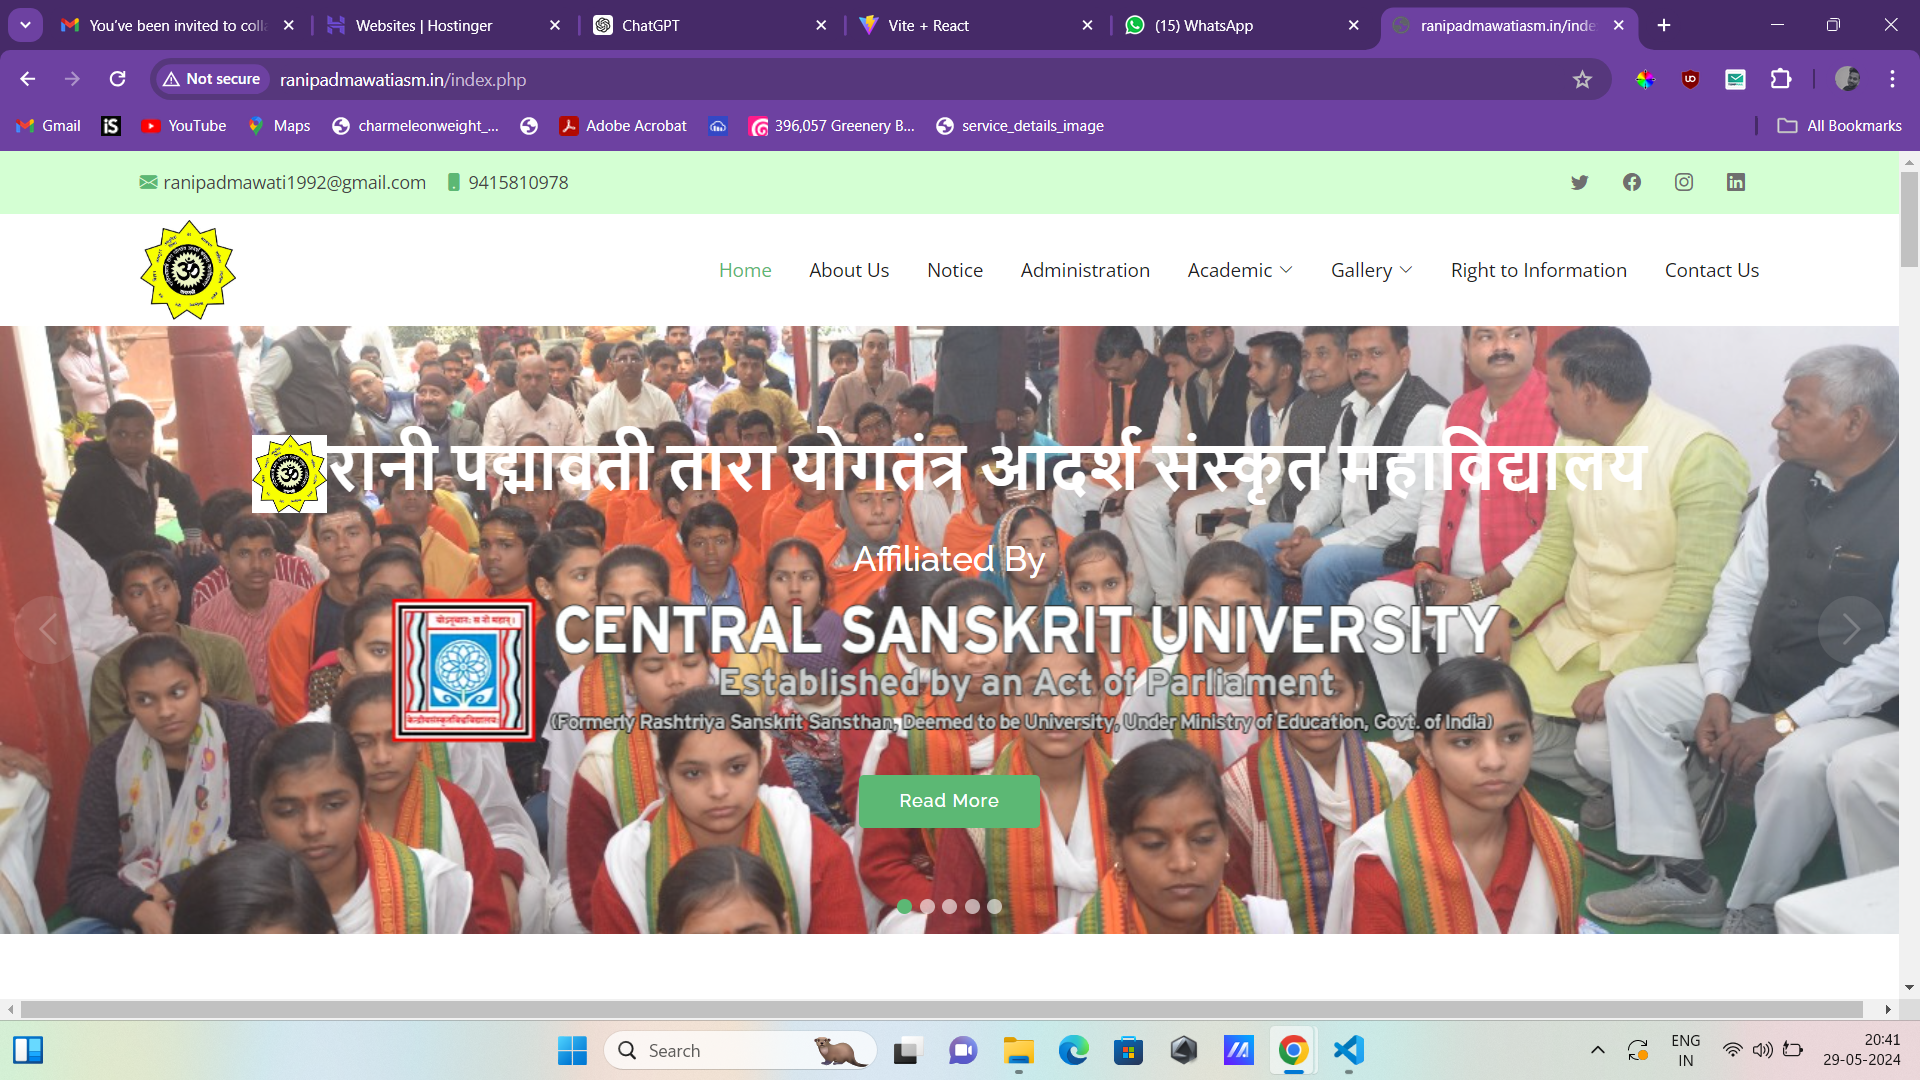 You've been invited to colla
Websites | Hostinger
ChatGPT
Vite + React
(15) WhatsApp
ranipadmawatiasm.in/inde
Not secure
ranipadmawatiasm.in/index.php
Gmail
iS
YouTube
Maps
charmeleonweight_...
Adobe Acrobat
396,057 Greenery B...
service_details_image
All Bookmarks
ranipadmawati1992@gmail.com
9415810978
Home
About Us
Notice
Administration
Academic
Gallery
Right to Information
Contact Us
रानी पद्मावती तारा योगतंत्र आदर्श संस्कृत महाविद्यालय
Affiliated By
CENTRAL SANSKRIT UNIVERSITY
Established by an Act of Parliament
(Formerly Rashtriya Sanskrit Sansthan, Deemed to be University, Under Ministry of Education, Govt. of India)
Read More
Search
ENG
IN
20:41
29-05-2024